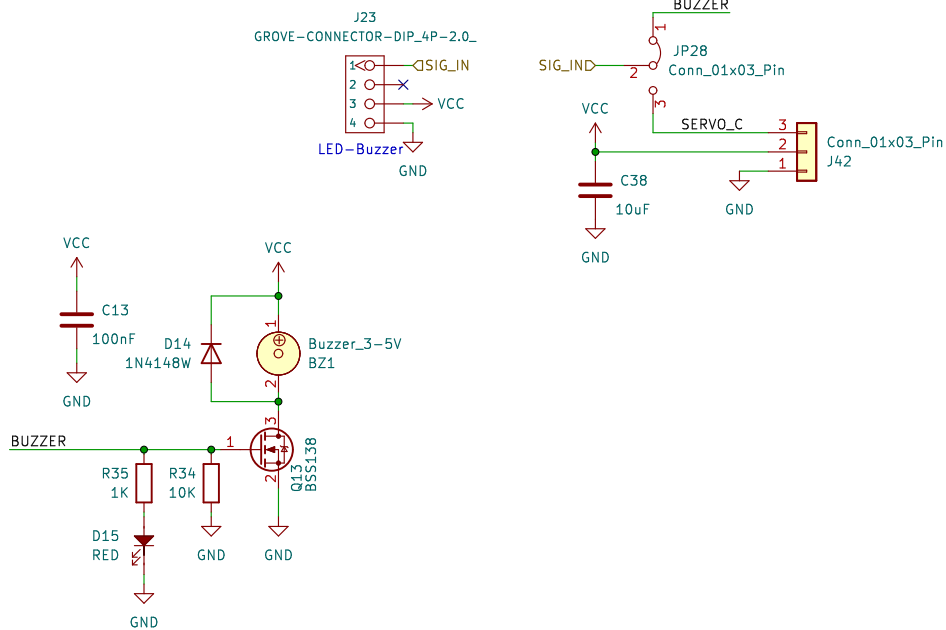 J23
GROVE-CONNECTOR-DIP_4P-2.0_
1
SIG_IN
2
3
VCC
4
LED-Buzzer
GND
BUZZER
1
JP28
SIG_IN
2
Conn_01x03_Pin
3
VCC
SERVO_C
3
2
1
Conn_01x03_Pin
J42
C38
10uF
GND
GND
VCC
C13
100nF
GND
VCC
1
D14
1N4148W
Buzzer_3-5V
BZ1
2
BUZZER
1
3
2
Q13
BSS138
R35
1K
R34
10K
D15
RED
GND
GND
GND